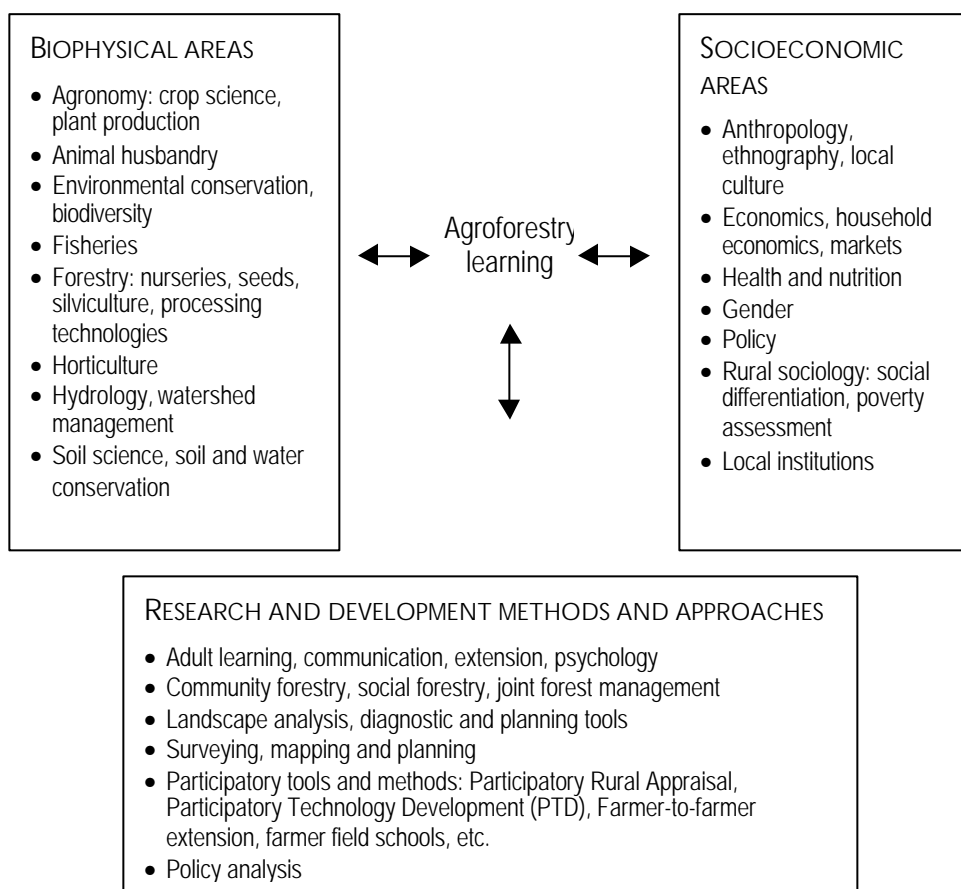 BIOPHYSICAL AREAS
• Agronomy: crop science,
plant production
• Animal husbandry
• Environmental conservation,
biodiversity
• Fisheries
• Forestry: nurseries, seeds,
silviculture, processing
technologies
• Horticulture
• Hydrology, watershed
management
• Soil science, soil and water
conservation
Agroforestry
learning
SOCIOECONOMIC
AREAS
• Anthropology,
ethnography, local
culture
• Economics, household
economics, markets
• Health and nutrition
• Gender
• Policy
• Rural sociology: social
differentiation, poverty
assessment
• Local institutions
RESEARCH AND DEVELOPMENT METHODS AND APPROACHES
• Adult learning, communication, extension, psychology
• Community forestry, social forestry, joint forest management
• Landscape analysis, diagnostic and planning tools
• Surveying, mapping and planning
• Participatory tools and methods: Participatory Rural Appraisal,
Participatory Technology Development (PTD), Farmer-to-farmer
extension, farmer field schools, etc.
• Policy analysis